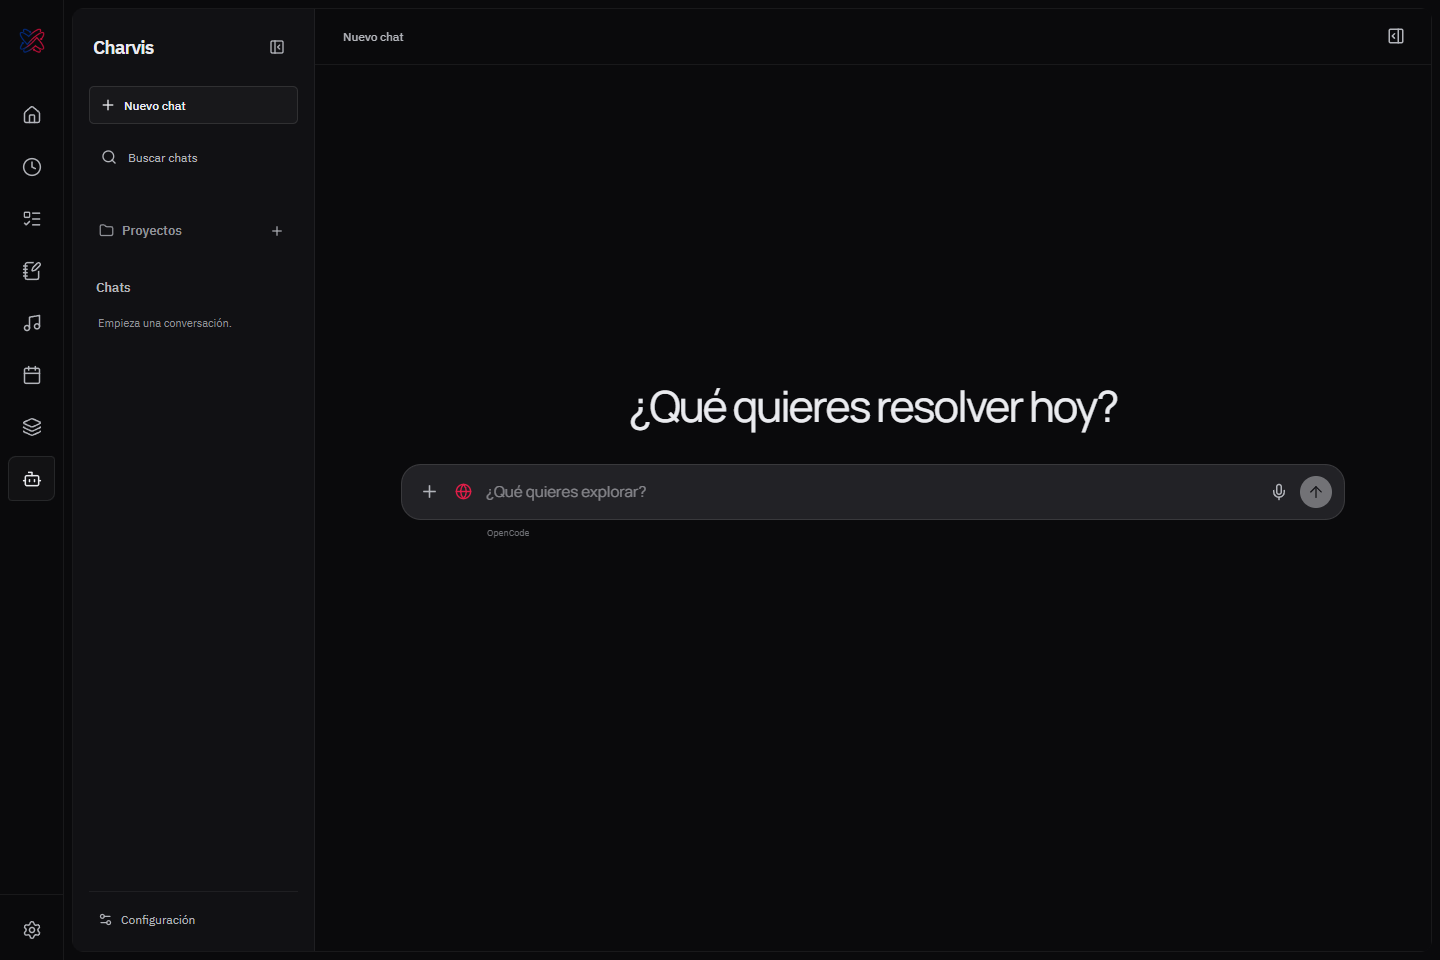 Charvis
Nuevo chat
Buscar chats
Proyectos
Chats
Empieza una conversación.
Configuración
Nuevo chat
¿Qué quieres resolver hoy?
¿Qué quieres explorar?
OpenCode